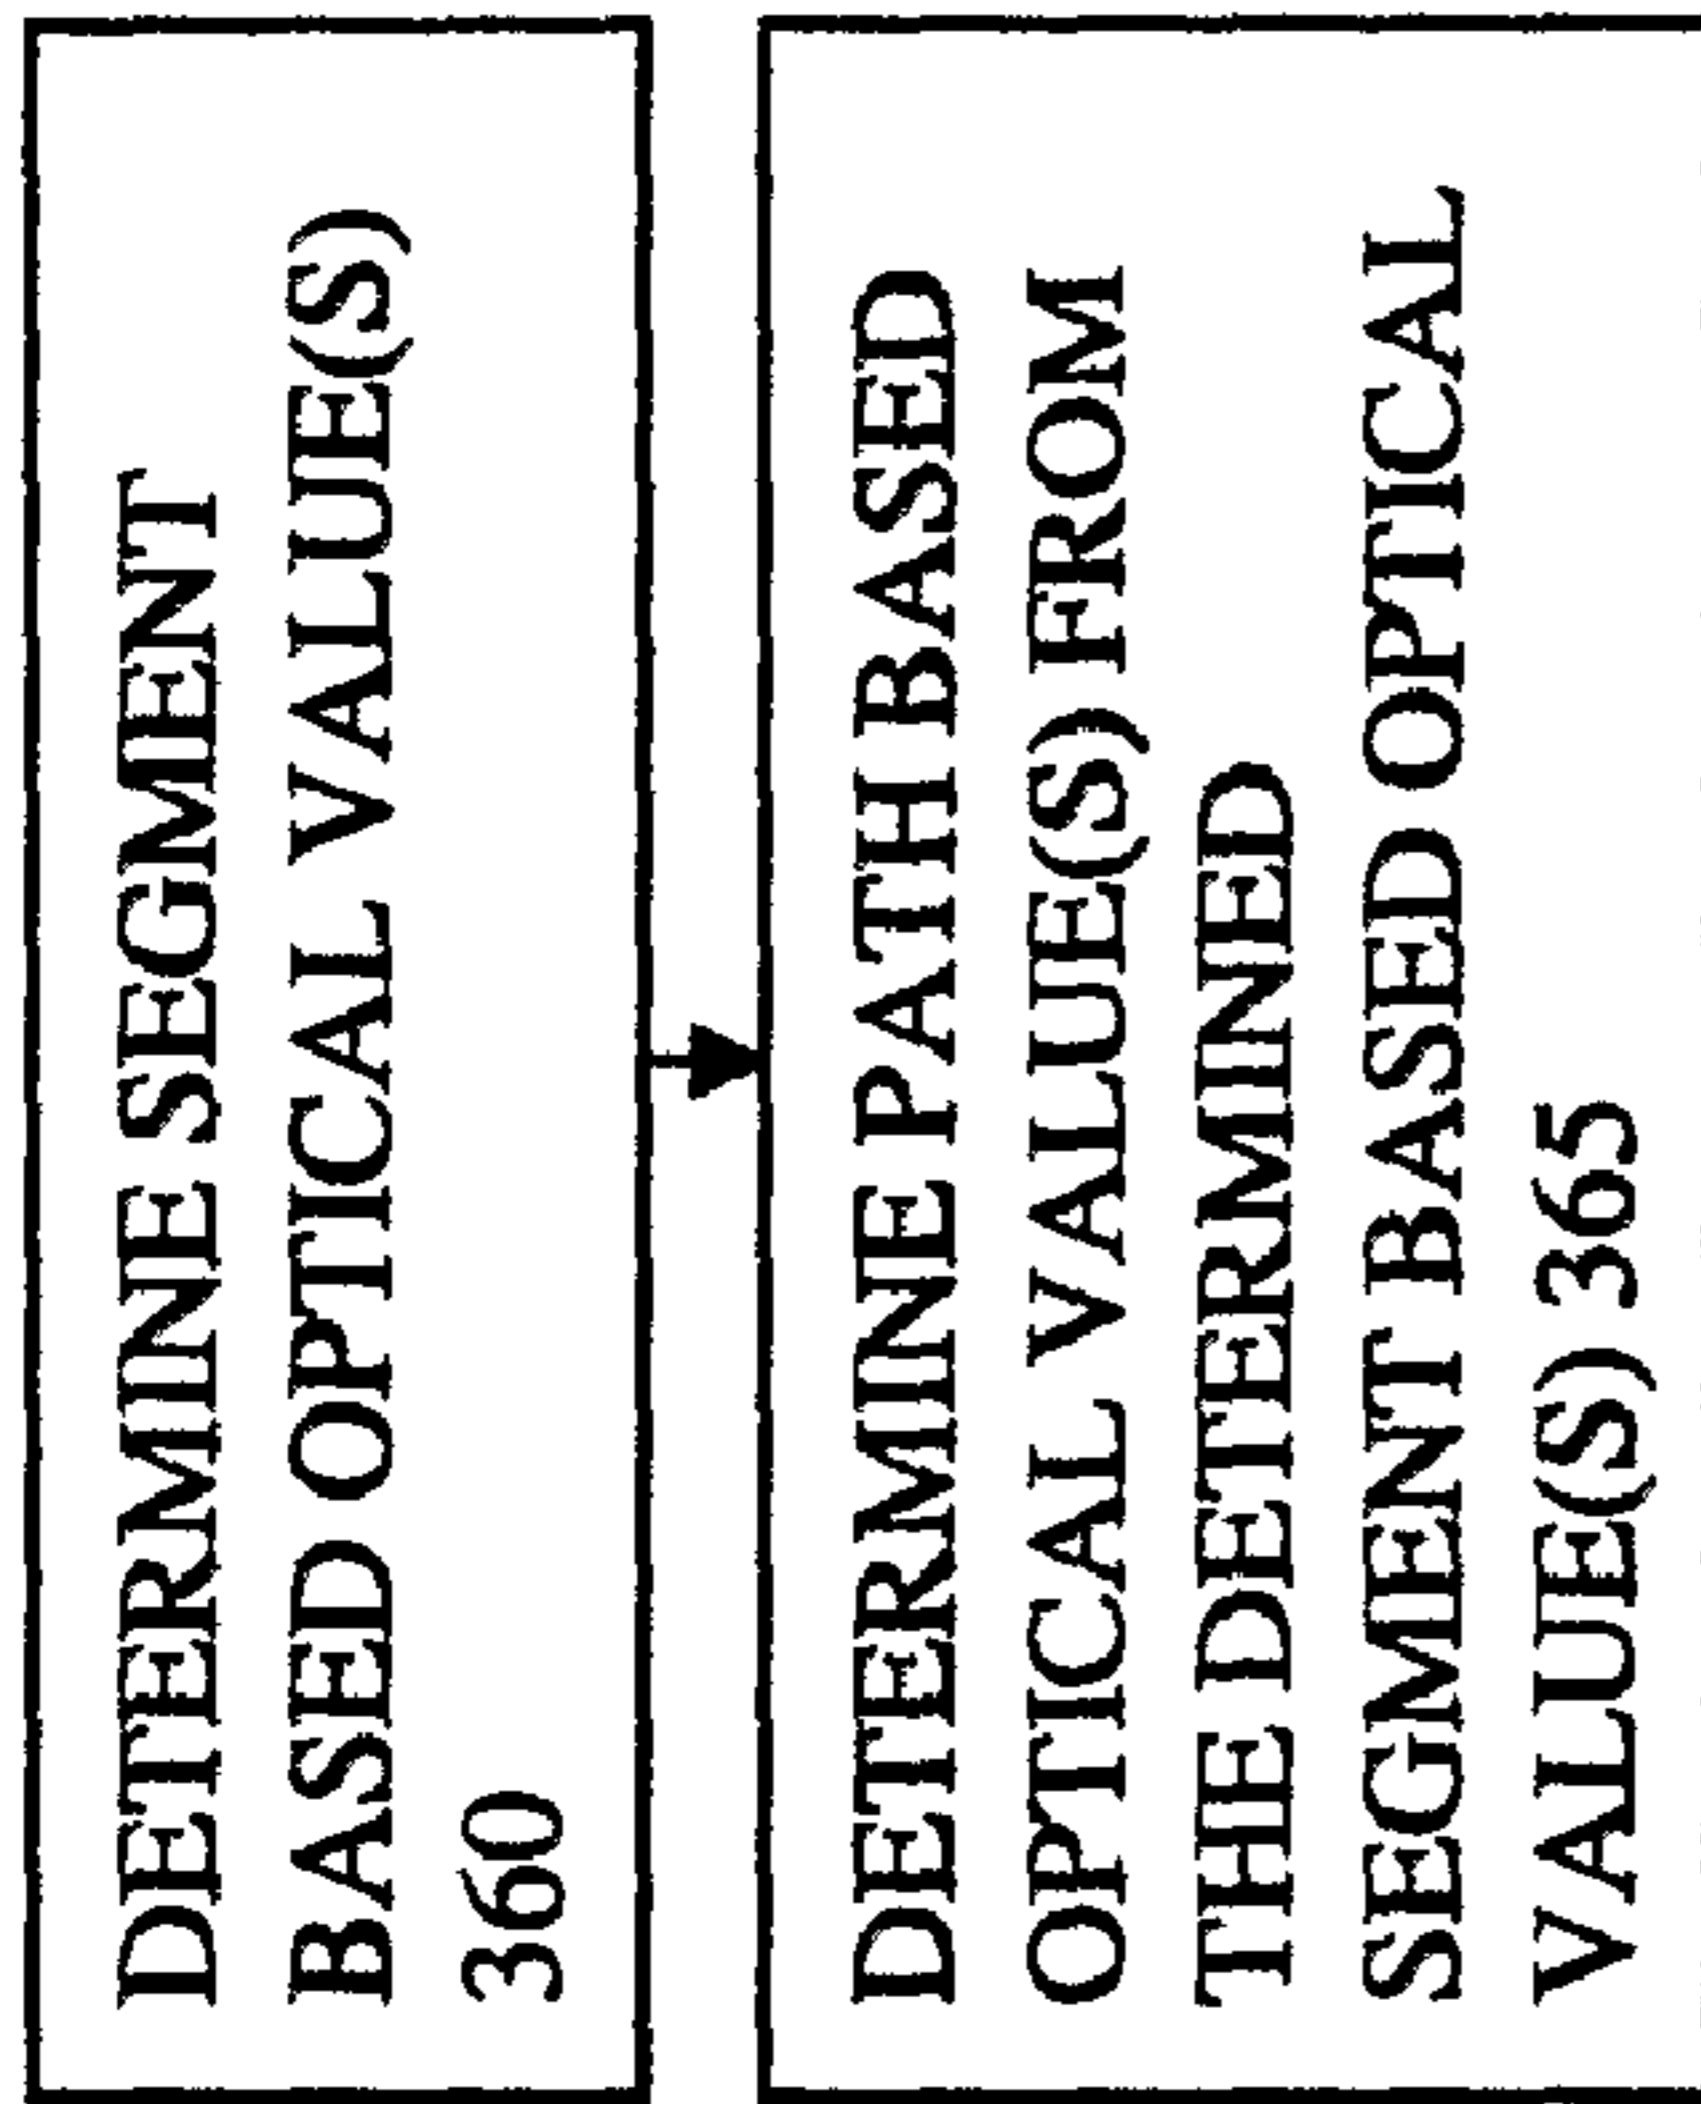 DETERMINE SEGMENT
BASED OPTICAL VALUE(S)
360
DETERMINE PATH BASED
OPTICAL VALUE(S) FROM
THE DETERMINED
SEGMENT BASED OPTICAL
VALUE(S) 365